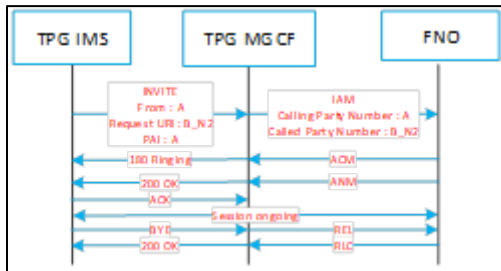 TPG IMS
TPG MGCF
FNO
INVITE
From : A
Request URI : B_N2
PAI : A
IAM
Calling Party Number : A
Called Party Number : B_N2
180 Ringing
ACM
200 OK
ANM
ACK
Session ongoing
BYE
REL
200 OK
RLC